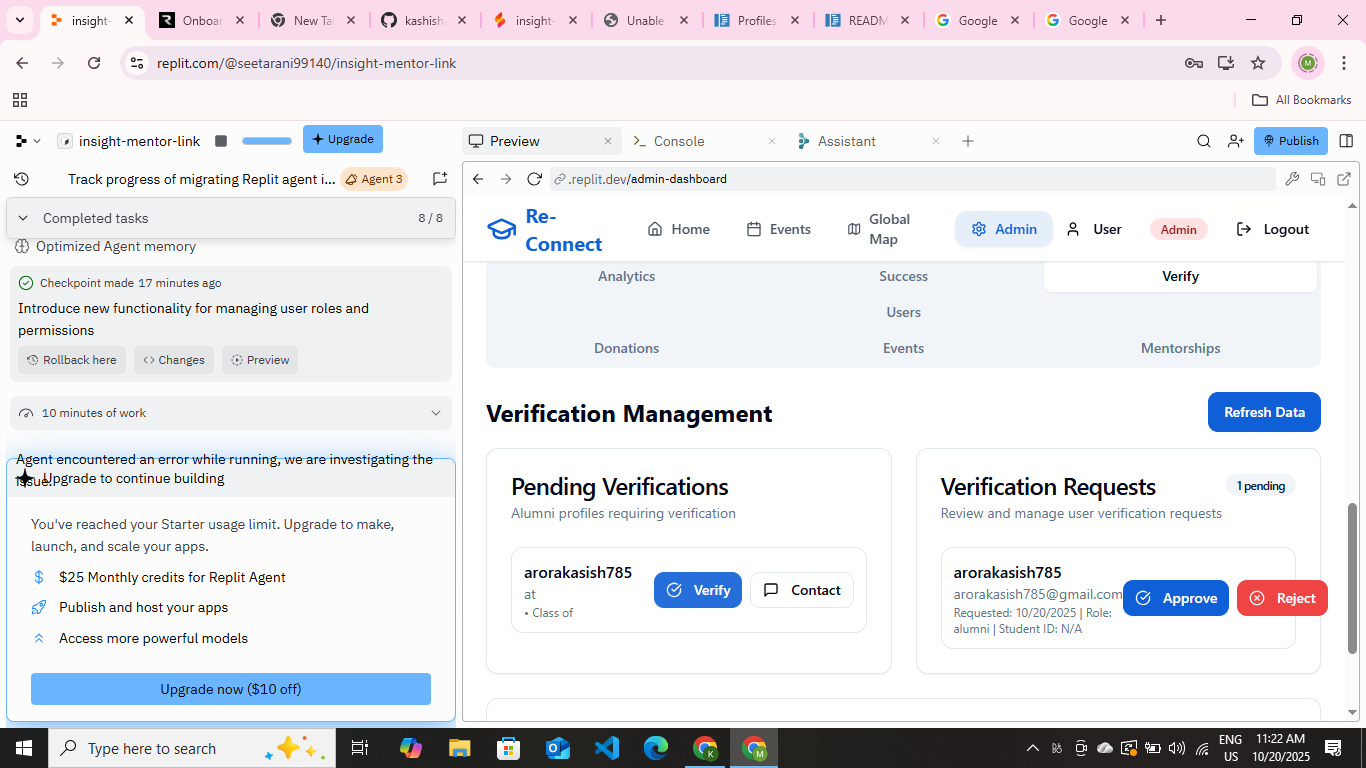 insight-
Onboar
New Ta
kashish
insight-
Unable
Profiles
READM
Google
Google
replit.com/@seetarani99140/insight-mentor-link
M
All Bookmarks
insight-mentor-link
Upgrade
Preview
Console
Assistant
Publish
Track progress of migrating Replit agent i...
Agent 3
.replit.dev/admin-dashboard
Completed tasks
8 / 8
Optimized Agent memory
Checkpoint made 17 minutes ago
Introduce new functionality for managing user roles and
permissions
Rollback here
Changes
Preview
10 minutes of work
Agent encountered an error while running, we are investigating the
issue.
Upgrade to continue building
You've reached your Starter usage limit. Upgrade to make,
launch, and scale your apps.
$25 Monthly credits for Replit Agent
Publish and host your apps
Access more powerful models
Upgrade now ($10 off)
Re-
Connect
Home
Events
Global
Map
Admin
User
Admin
Logout
Analytics
Success
Verify
Users
Donations
Events
Mentorships
Verification Management
Refresh Data
Pending Verifications
Alumni profiles requiring verification
arorakasish785
at
• Class of
Verify
Contact
Verification Requests
1 pending
Review and manage user verification requests
arorakasish785
arorakasish785@gmail.com
Requested: 10/20/2025 | Role:
alumni | Student ID: N/A
Approve
Reject
Type here to search
K
M
ENG
US
11:22 AM
10/20/2025